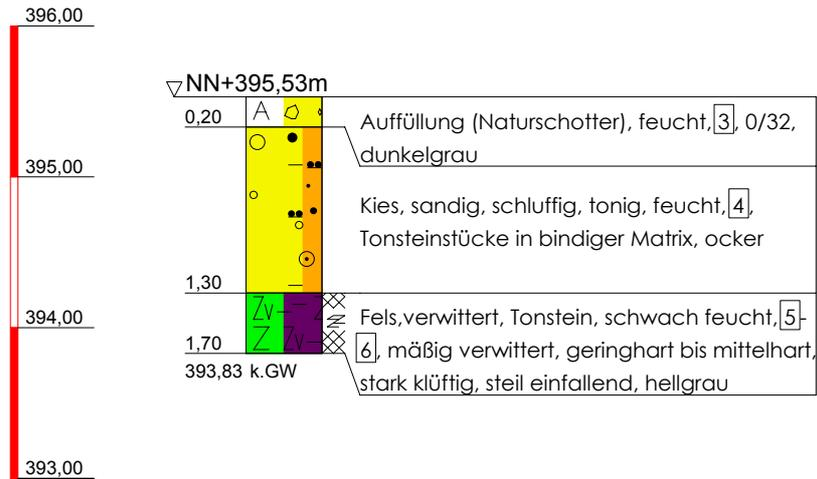 396,00
NN+395,53m
A
0,20
Auffüllung (Naturschotter), feucht, 3, 0/32,
dunkelgrau
395,00
Kies, sandig, schluffig, tonig, feucht, 4,
Tonsteinstücke in bindiger Matrix, ocker
1,30
Zv
Z
Z Zv
394,00
Fels,verwittert, Tonstein, schwach feucht, 5-
6, mäßig verwittert, geringhart bis mittelhart,
stark klüftig, steil einfallend, hellgrau
1,70
393,83 k.GW
393,00